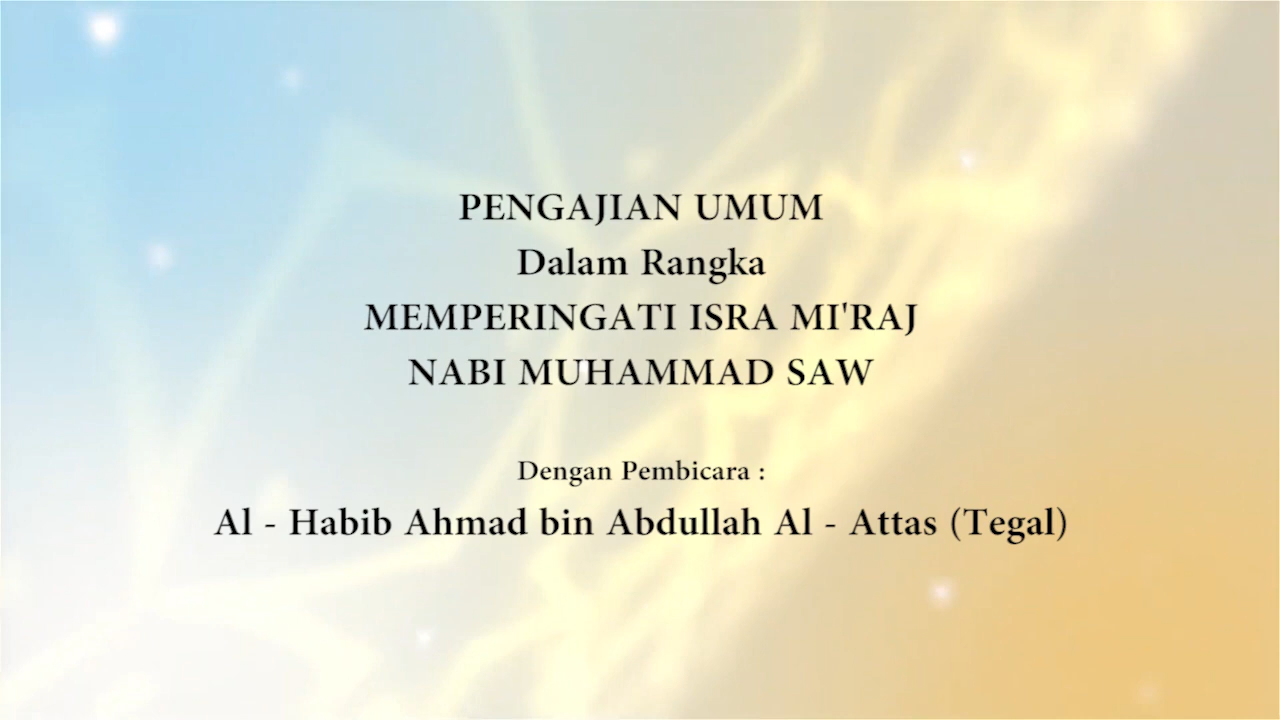 PENGAJIAN UMUM
Dalam Rangka
MEMPERINGATI ISRA MI'RAJ
NABI MUHAMMAD SAW
Dengan Pembicara :
Al - Habib Ahmad bin Abdullah Al - Attas (Tegal)